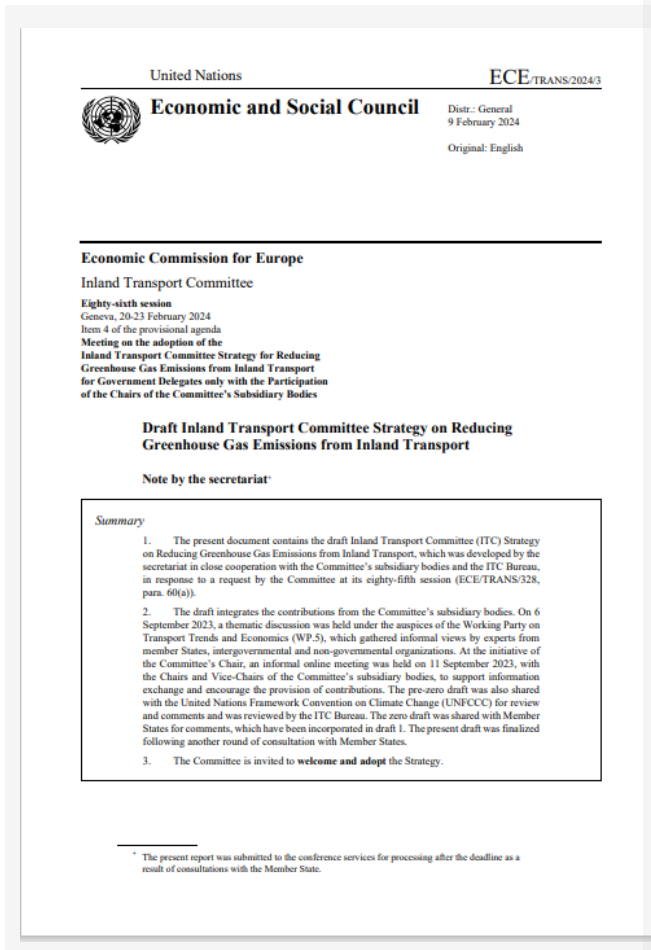 United Nations
ECE/TRANS/2024/3
Economic and Social Council
Distr.: General
9 February 2024
Original: English
Economic Commission for Europe
Inland Transport Committee
Eighty-sixth session
Geneva, 20-23 February 2024
Item 4 of the provisional agenda
Meeting on the adoption of the
Inland Transport Committee Strategy for Reducing
Greenhouse Gas Emissions from Inland Transport
for Government Delegates only with the Participation
of the Chairs of the Committee's Subsidiary Bodies
Draft Inland Transport Committee Strategy on Reducing
Greenhouse Gas Emissions from Inland Transport
Note by the secretariat*
Summary
1. The present document contains the draft Inland Transport Committee (ITC) Strategy
on Reducing Greenhouse Gas Emissions from Inland Transport, which was developed by the
secretariat in close cooperation with the Committee's subsidiary bodies and the ITC Bureau,
in response to a request by the Committee at its eighty-fifth session (ECE/TRANS/328,
para. 60(a)).
2. The draft integrates the contributions from the Committee's subsidiary bodies. On 6
September 2023, a thematic discussion was held under the auspices of the Working Party on
Transport Trends and Economics (WP.5), which gathered informal views by experts from
member States, intergovernmental and non-governmental organizations. At the initiative of
the Committee's Chair, an informal online meeting was held on 11 September 2023, with
the Chairs and Vice-Chairs of the Committee's subsidiary bodies, to support information
exchange and encourage the provision of contributions. The pre-zero draft was also shared
with the United Nations Framework Convention on Climate Change (UNFCCC) for review
and comments and was reviewed by the ITC Bureau. The zero draft was shared with Member
States for comments, which have been incorporated in draft 1. The present draft was finalized
following another round of consultation with Member States.
3. The Committee is invited to welcome and adopt the Strategy.
* The present report was submitted to the conference services for processing after the deadline as a
result of consultations with the Member State.